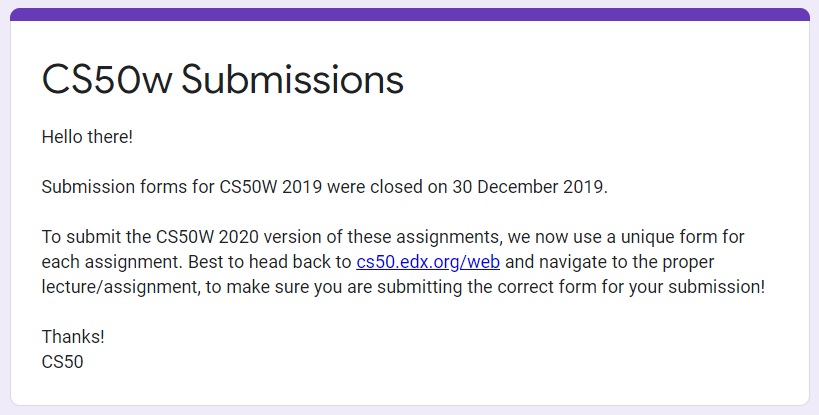 CS50w Submissions
Hello there!
Submission forms for CS50W 2019 were closed on 30 December 2019.
To submit the CS50W 2020 version of these assignments, we now use a unique form for
each assignment. Best to head back to cs50.edx.org/web and navigate to the proper
lecture/assignment, to make sure you are submitting the correct form for your submission!
Thanks!
CS50